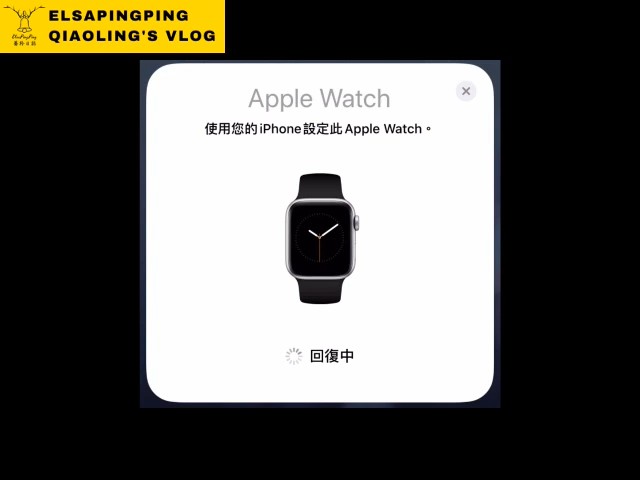 ELSAPINGPING
QIAOLING'S VLOG
ElsaPingPing
Apple Watch
使用您的iPhone設定此Apple Watch。
回復中